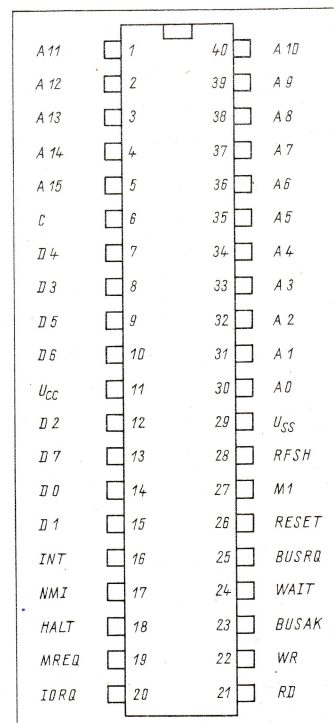 A11 1 40 A10
A12 2 39 A9
A13 3 38 A8
A14 4 37 A7
A15 5 36 A6
C 6 35 A5
D4 7 34 A4
D3 8 33 A3
D5 9 32 A2
D6 10 31 A1
UCC 11 30 A0
D2 12 29 USS
D7 13 28 RFSH
D0 14 27 M1
D1 15 26 RESET
INT 16 25 BUSRQ
NMI 17 24 WAIT
HALT 18 23 BUSAK
MREQ 19 22 WR
IORQ 20 21 RD